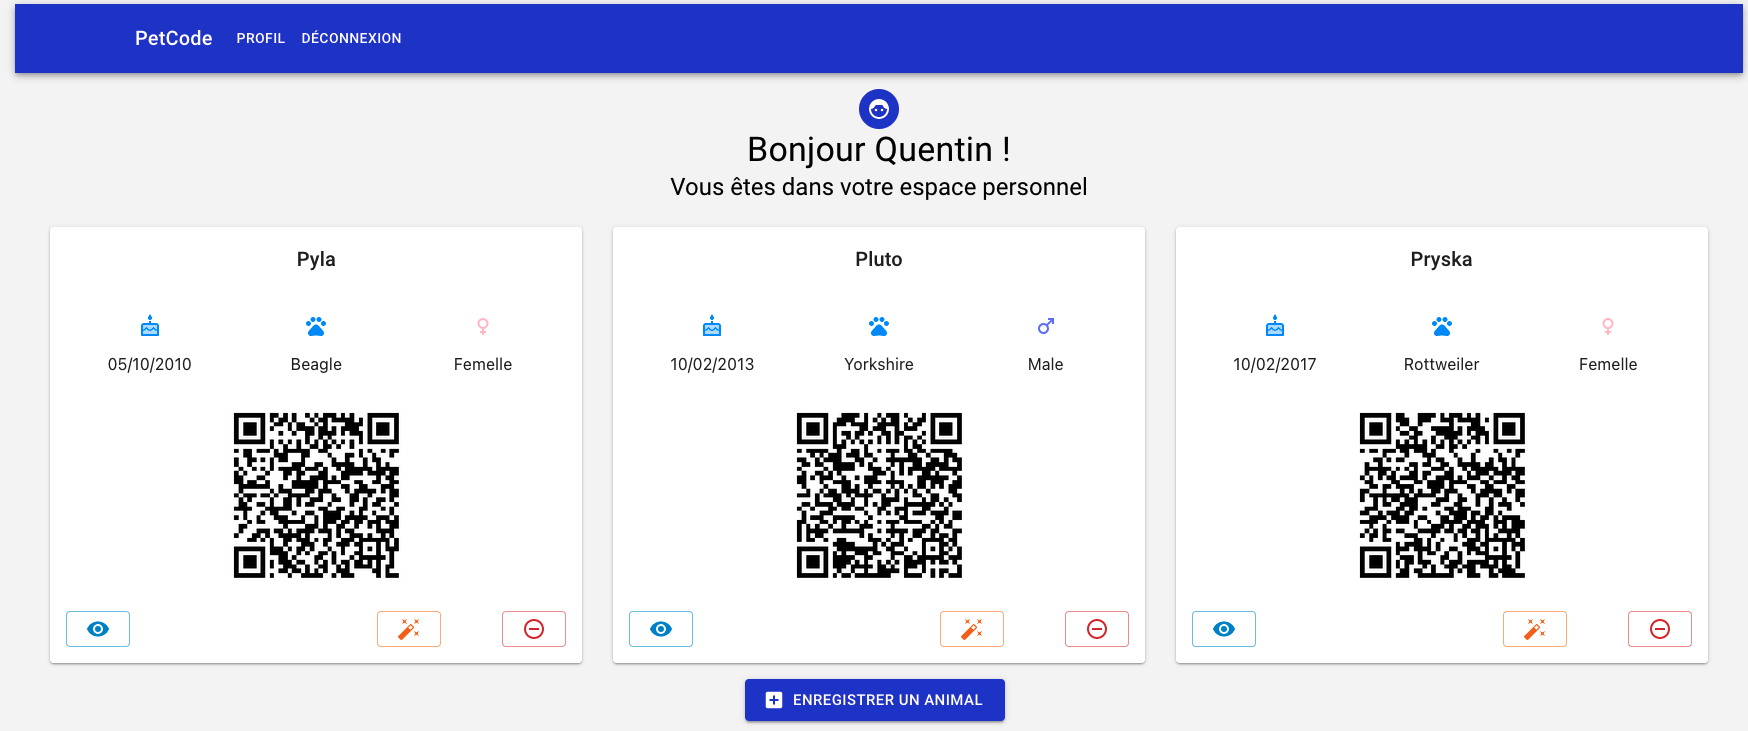 PetCode PROFIL DÉCONNEXION
Bonjour Quentin !
Vous êtes dans votre espace personnel
Pyla
05/10/2010 Beagle Femelle
Pluto
10/02/2013 Yorkshire Male
Pryska
10/02/2017 Rottweiler Femelle
ENREGISTRER UN ANIMAL